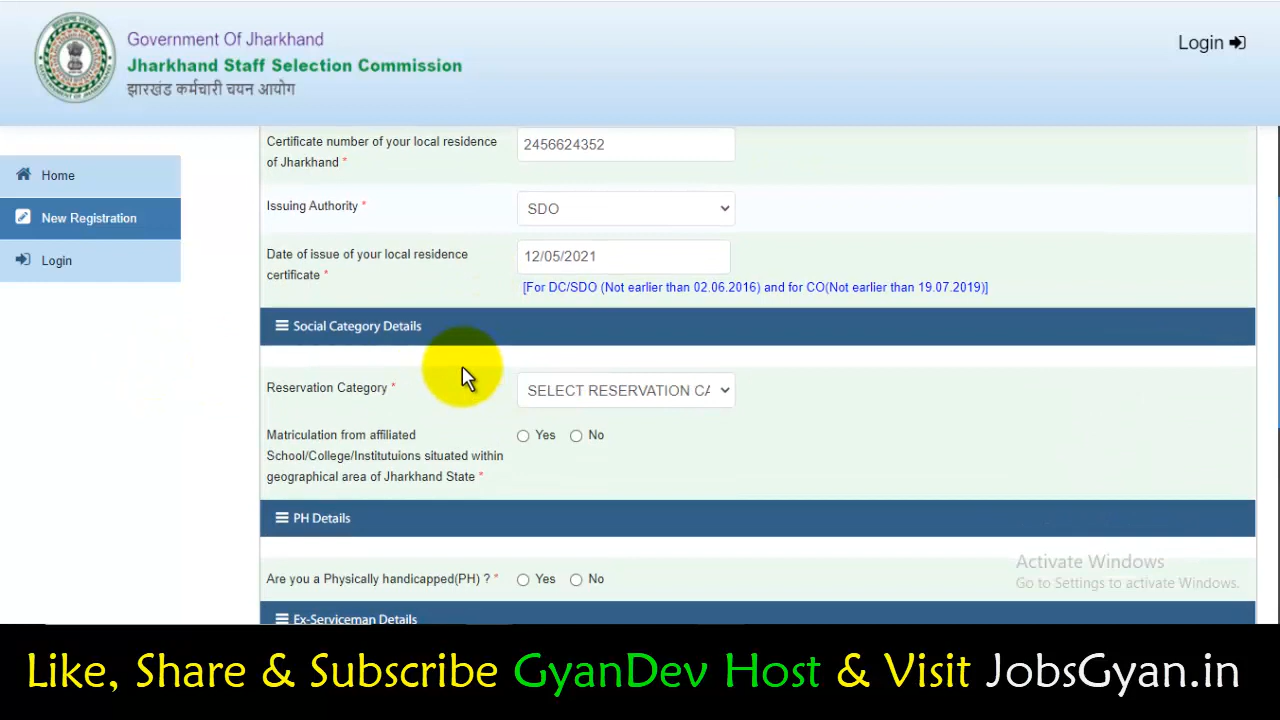 Government Of Jharkhand
Jharkhand Staff Selection Commission
झारखंड कर्मचारी चयन आयोग
Login
Home
New Registration
Login
Certificate number of your local residence
of Jharkhand *
2456624352
Issuing Authority *
SDO
Date of issue of your local residence
certificate *
12/05/2021
[For DC/SDO (Not earlier than 02.06.2016) and for CO(Not earlier than 19.07.2019)]
Social Category Details
Reservation Category *
SELECT RESERVATION CA
Matriculation from affiliated
School/College/Institutuions situated within
geographical area of Jharkhand State *
Yes No
PH Details
Are you a Physically handicapped(PH) ? *
Yes No
Ex-Serviceman Details
Activate Windows
Go to Settings to activate Windows.
Like, Share & Subscribe GyanDev Host & Visit JobsGyan.in